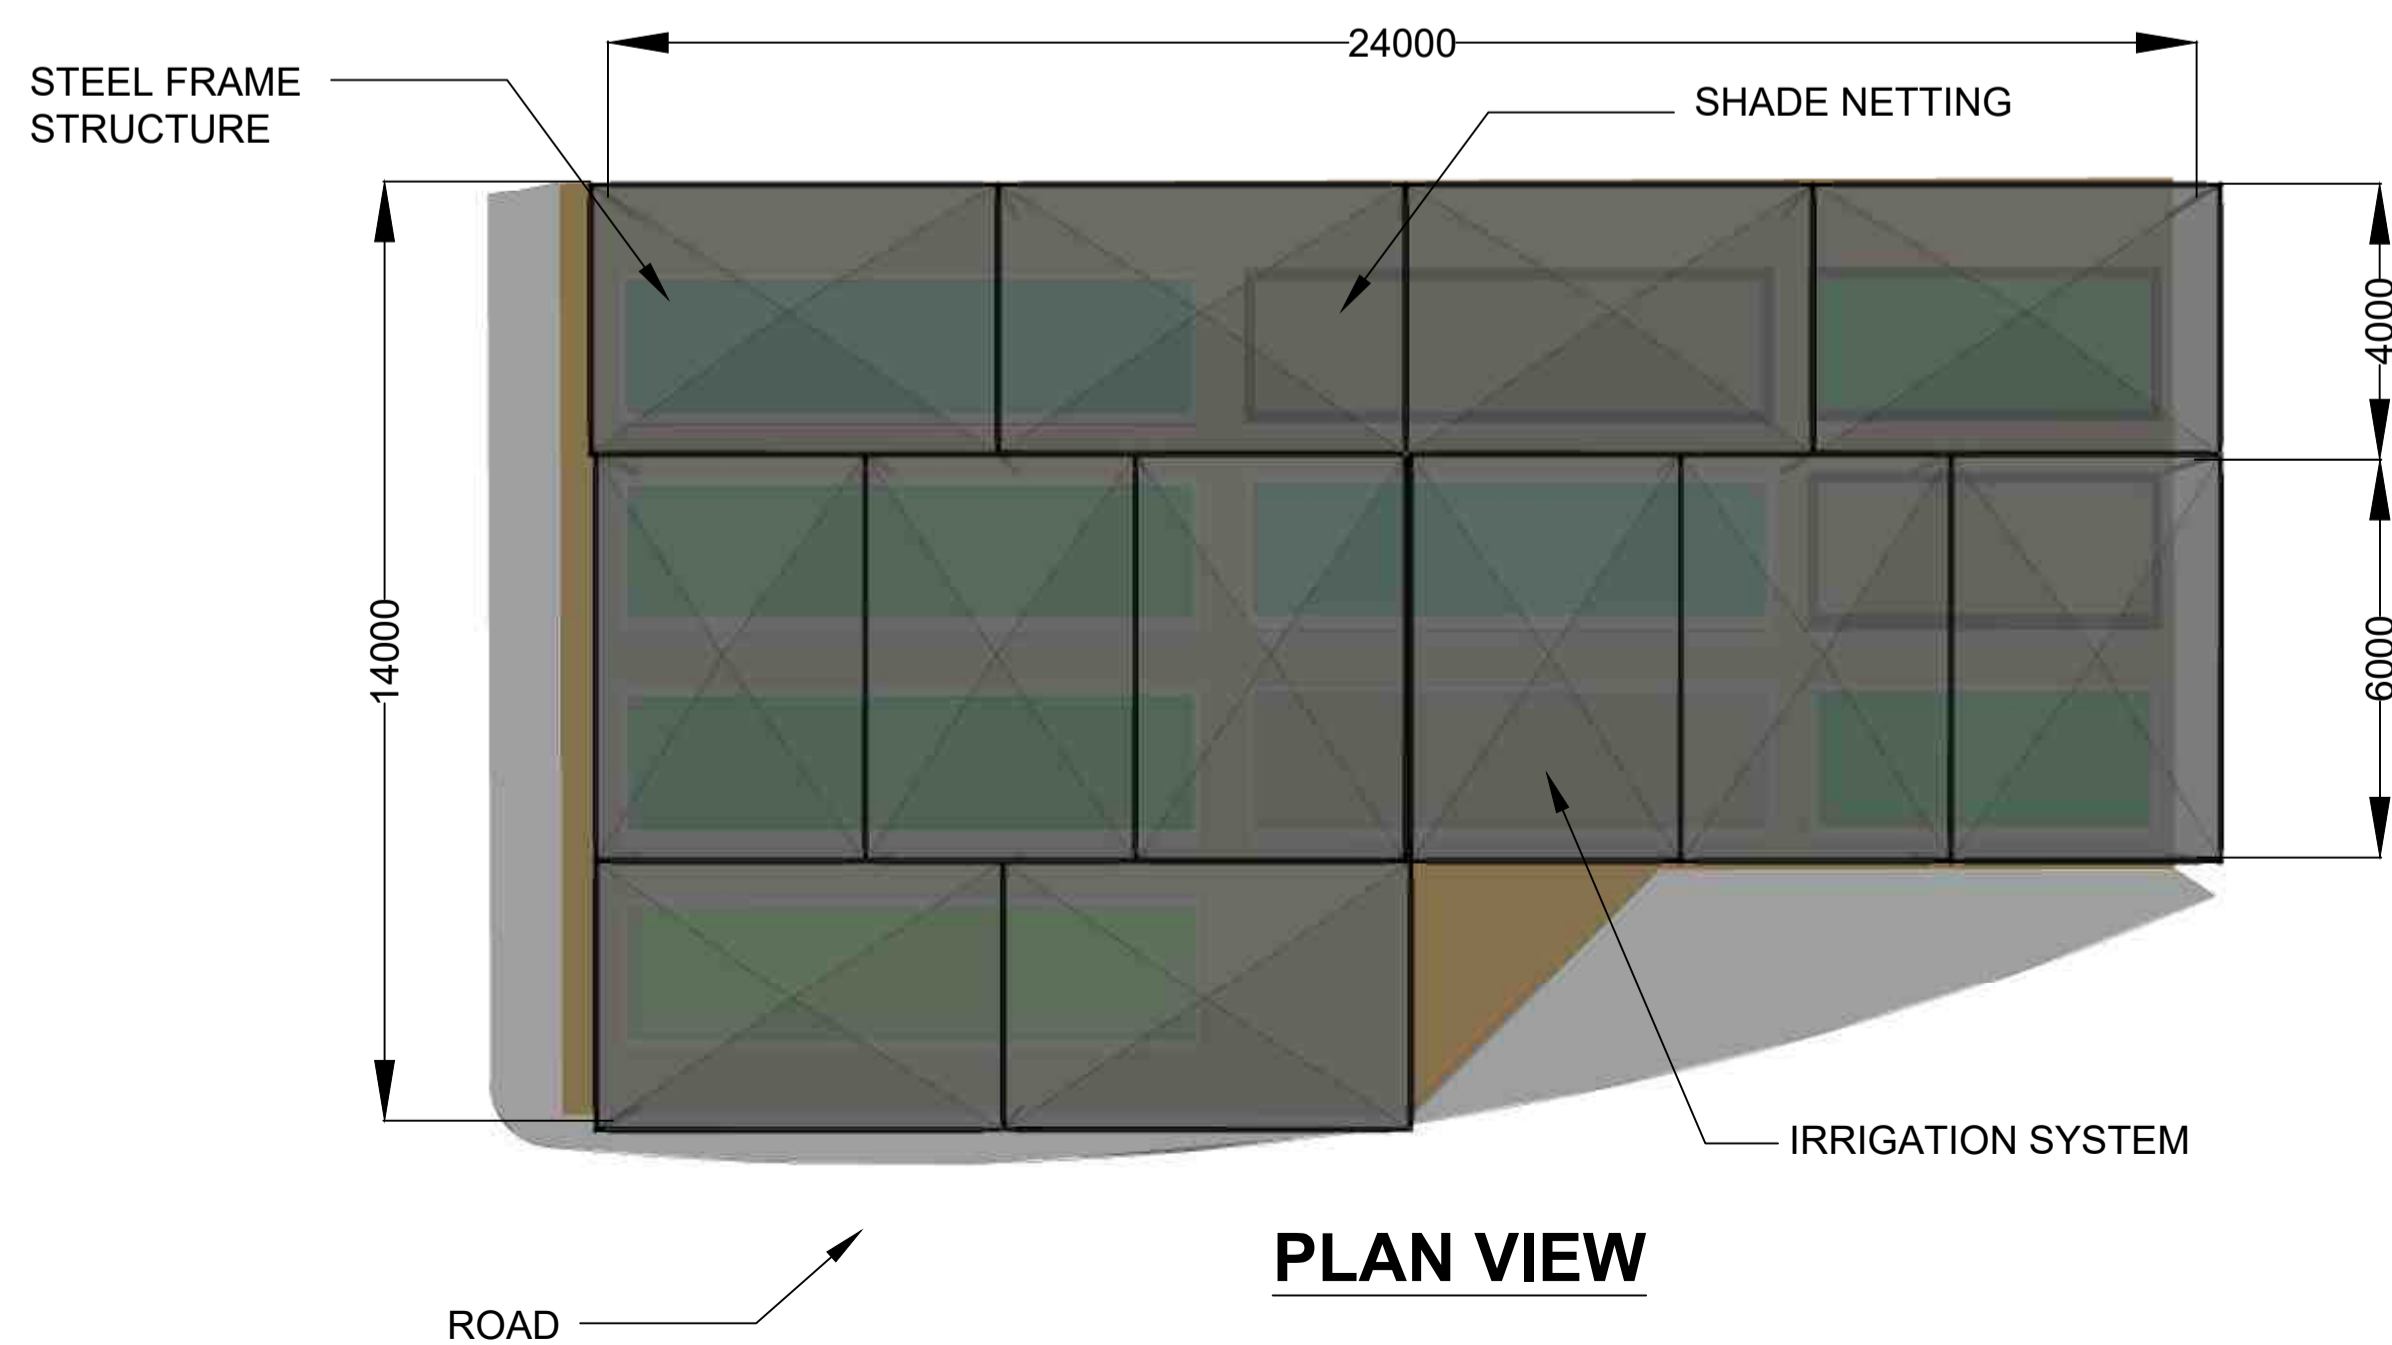 24000
STEEL FRAME
STRUCTURE
SHADE NETTING
4000
14000
6000
IRRIGATION SYSTEM
PLAN VIEW
ROAD